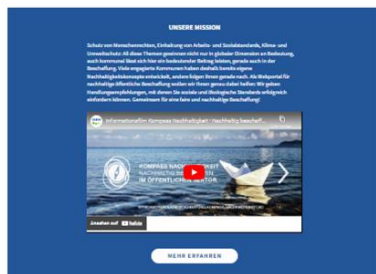 UNSERE MISSION
Schutz von Menschenrechten, Einhaltung von Arbeits- und Sozialstandards, Klima- und
Umweltschutz: All diese Themen gewinnen nicht nur in globaler Dimension an Bedeutung,
auch kommunal lässt sich hier ein bedeutender Beitrag leisten, gerade auch in der
Beschaffung. Viele engagierte Kommunen haben deshalb bereits eigene
Nachhaltigkeitskonzepte entwickelt, andere folgen ihnen gerade nach. Als Webportal für
nachhaltige öffentliche Beschaffung wollen wir Ihnen genau dabei helfen: Wir geben
Handlungsempfehlungen, mit denen Sie soziale und ökologische Standards erfolgreich
einfordern können. Gemeinsam für eine faire und nachhaltige Beschaffung!
Informationsfilm Kompass Nachhaltigkeit: Nachhaltig beschaff...
KOMPASS NACHHALTIGKEIT
NACHHALTIG BESCHAFFEN
IM ÖFFENTLICHEN SEKTOR
Ansehen auf YouTube
MEHR ERFAHREN